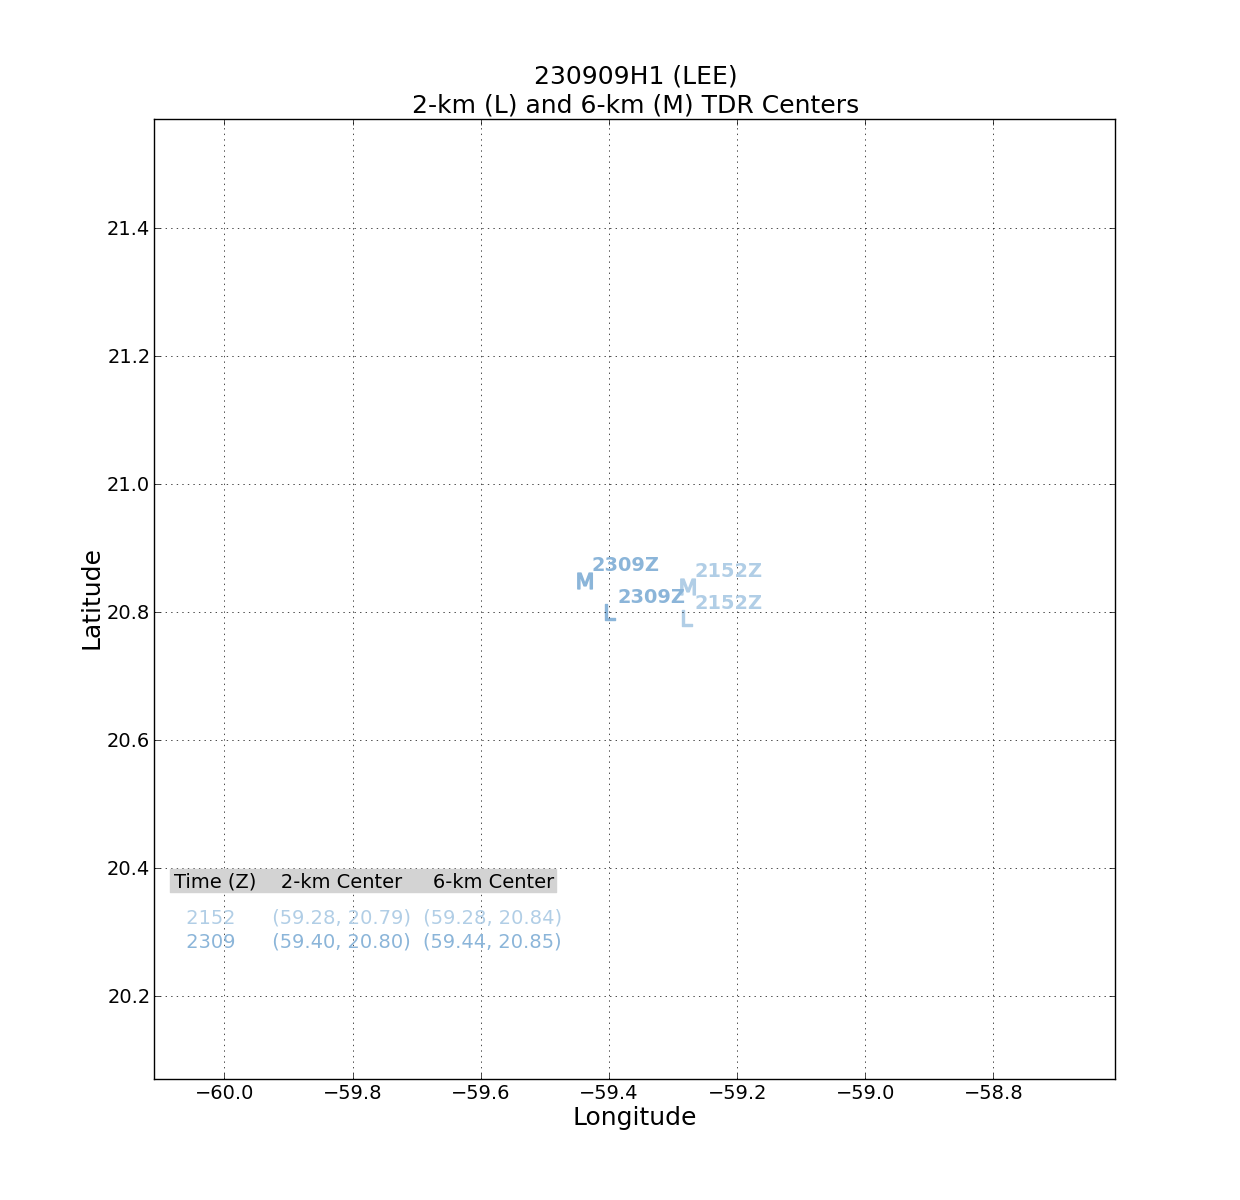 230909H1 (LEE)
2-km (L) and 6-km (M) TDR Centers
21.4
21.2
21.0
20.8
20.6
20.4
20.2
Latitude
M 2309Z
M 2152Z
L 2309Z
L 2152Z
Time (Z) 2-km Center 6-km Center
2152 (59.28, 20.79) (59.28, 20.84)
2309 (59.40, 20.80) (59.44, 20.85)
−60.0 −59.8 −59.6 −59.4 −59.2 −59.0 −58.8
Longitude